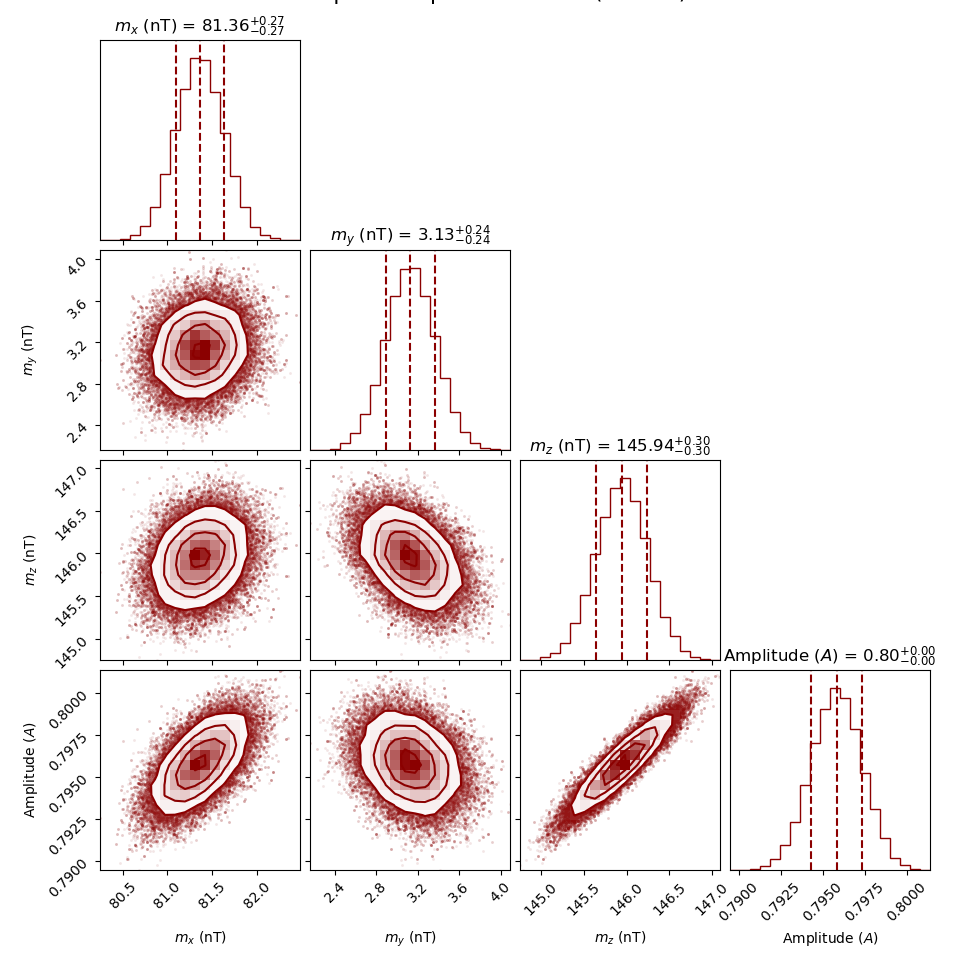 m_x (nT) = 81.36^{+0.27}_{-0.27}
m_y (nT) = 3.13^{+0.24}_{-0.24}
4.0
3.6
3.2
2.8
2.4
m_y (nT)
m_z (nT) = 145.94^{+0.30}_{-0.30}
147.0
146.5
146.0
145.5
145.0
m_z (nT)
Amplitude (A) = 0.80^{+0.00}_{-0.00}
0.8000
0.7975
0.7950
0.7925
0.7900
Amplitude (A)
80.5 81.0 81.5 82.0
2.4 2.8 3.2 3.6 4.0
145.0 145.5 146.0 146.5 147.0
0.7900 0.7925 0.7950 0.7975 0.8000
m_x (nT)
m_y (nT)
m_z (nT)
Amplitude (A)